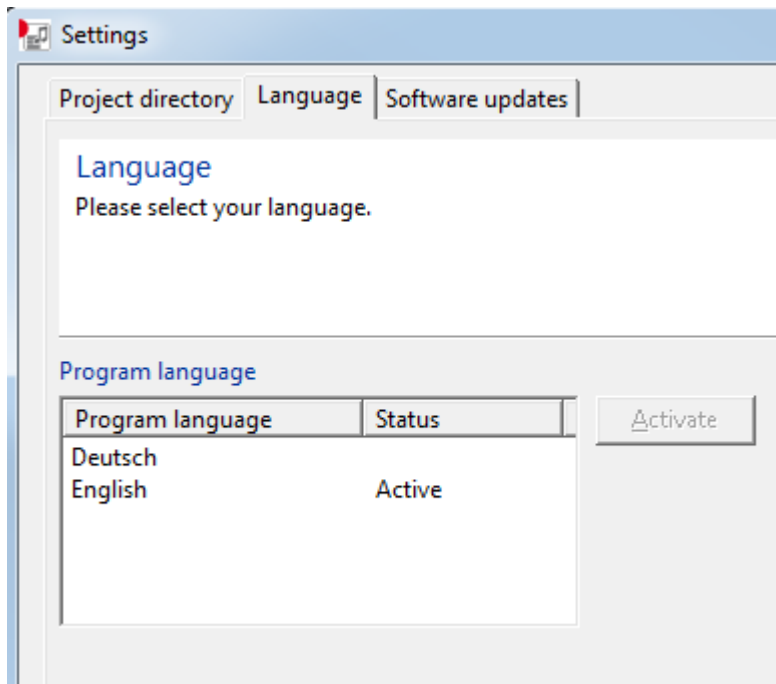 Settings
Project directory Language Software updates
Language
Please select your language.
Program language
Program language Status Activate
Deutsch
English Active